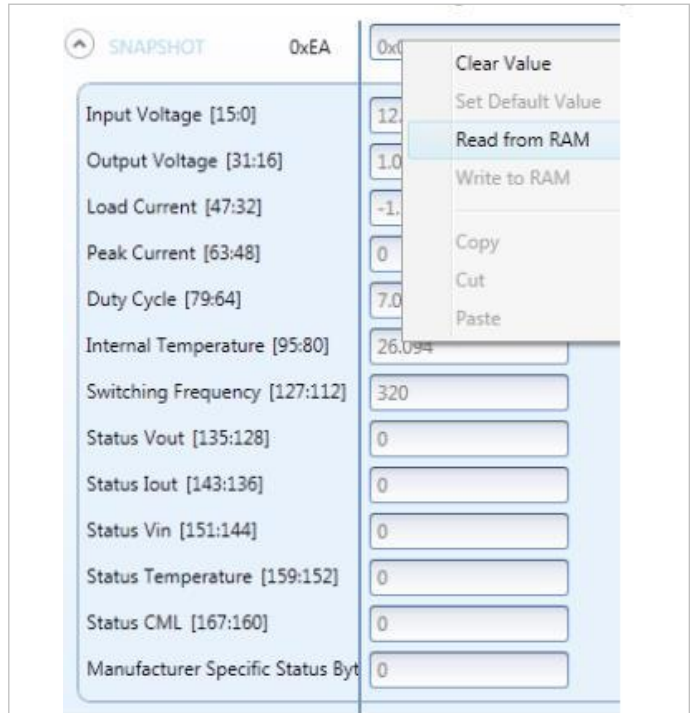 SNAPSHOT 0xEA 0x0
Clear Value
Input Voltage [15:0] 12.
Set Default Value
Read from RAM
Output Voltage [31:16] 1.0
Write to RAM
Load Current [47:32] -1.
Peak Current [63:48] 0
Copy
Cut
Duty Cycle [79:64] 7.0
Paste
Internal Temperature [95:80] 26.094
Switching Frequency [127:112] 320
Status Vout [135:128] 0
Status Iout [143:136] 0
Status Vin [151:144] 0
Status Temperature [159:152] 0
Status CML [167:160] 0
Manufacturer Specific Status Byt 0